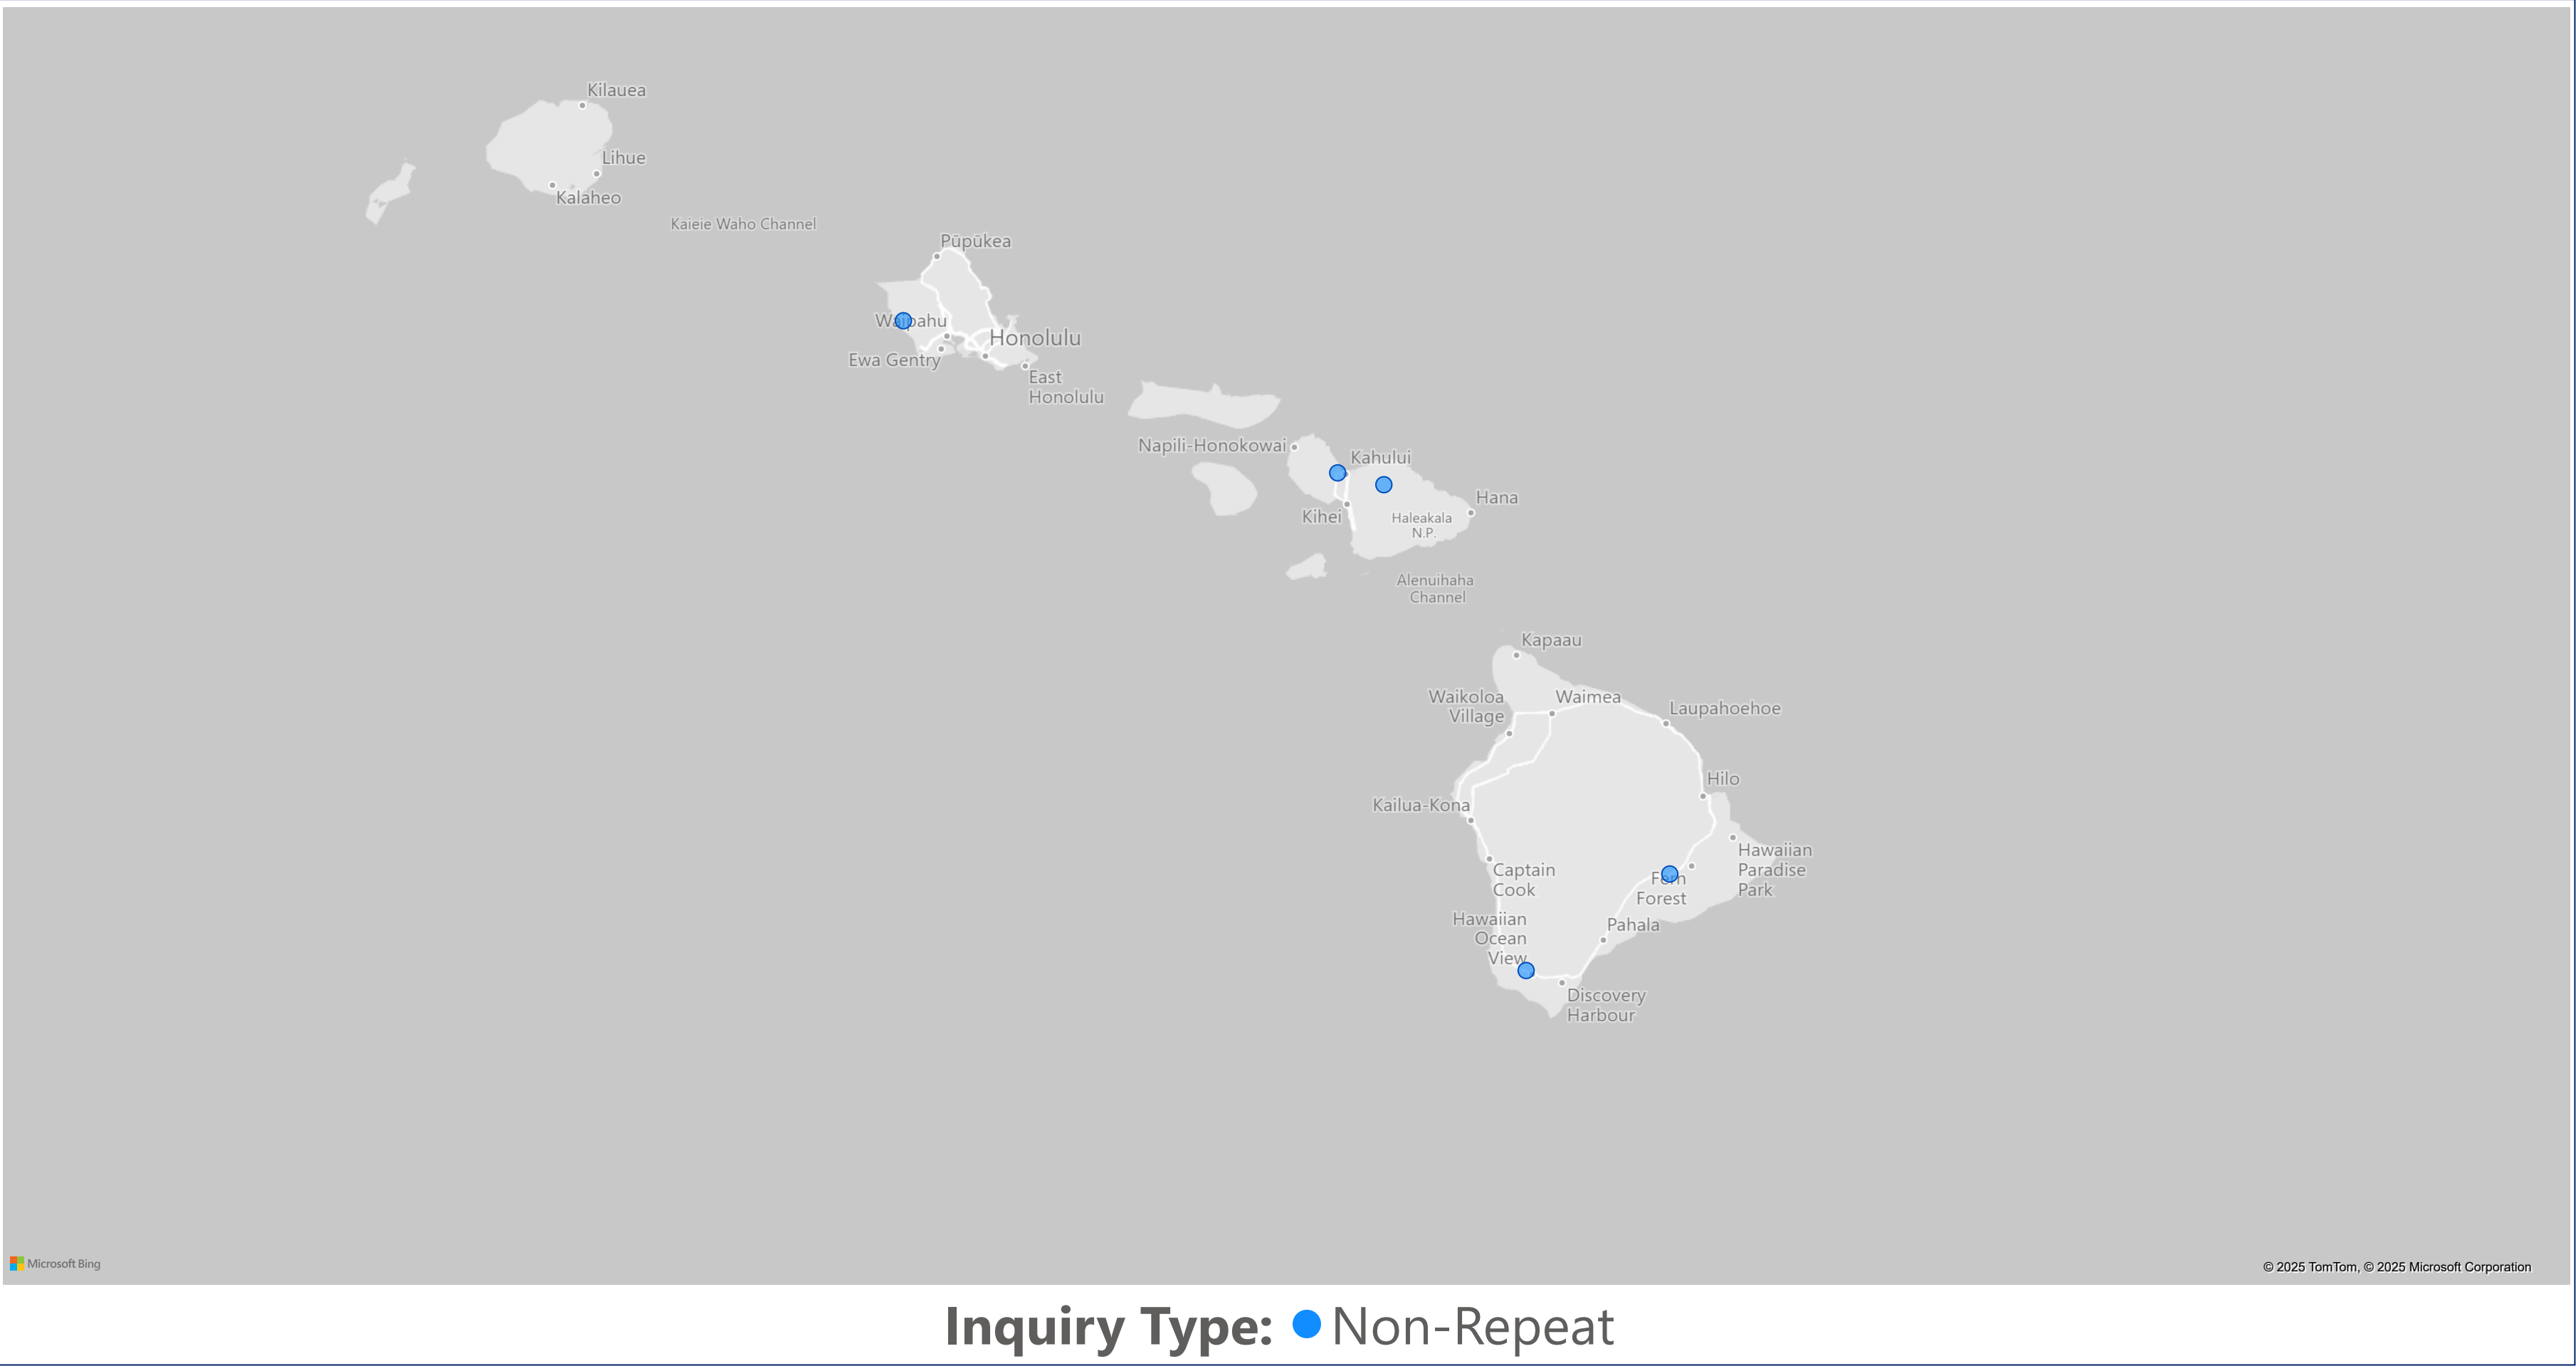 Kilauea
Lihue
Kalaheo
Kaieie Waho Channel
Pūpūkea
Waipahu
Honolulu
Ewa Gentry
East
Honolulu
Napili-Honokowai
Kahului
Hana
Kihei
Haleakala
N.P.
Alenuihaha
Channel
Kapaau
Waikoloa
Village
Waimea
Laupahoehoe
Hilo
Kailua-Kona
Hawaiian
Paradise
Park
Captain
Cook
Fern
Forest
Hawaiian
Ocean
View
Pahala
Discovery
Harbour
Microsoft Bing
© 2025 TomTom, © 2025 Microsoft Corporation
Inquiry Type: Non-Repeat